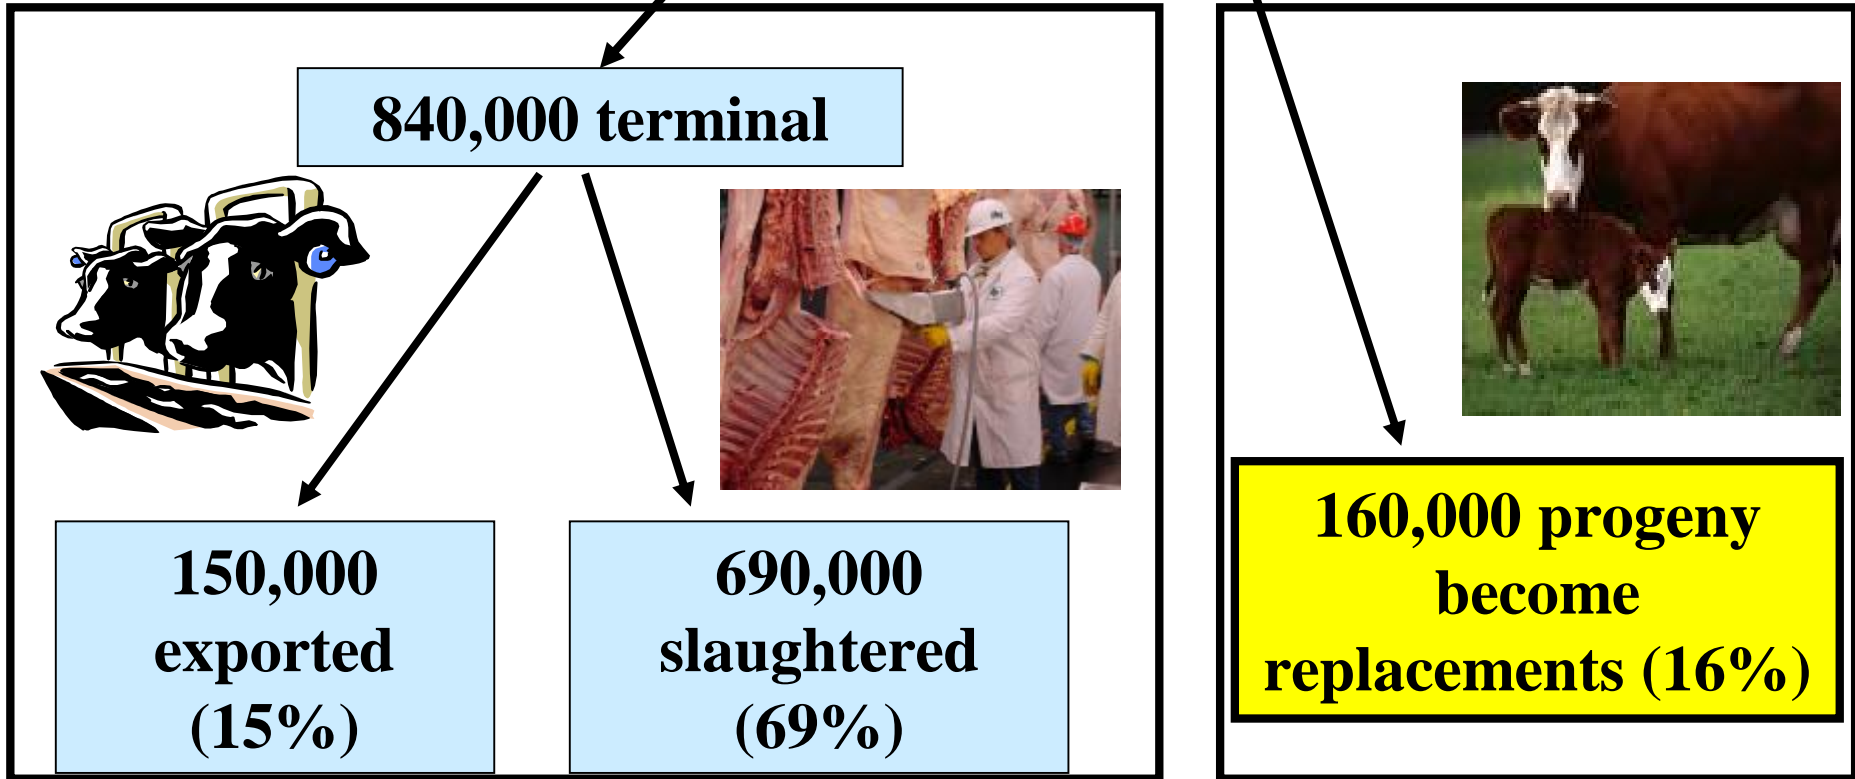 840,000 terminal
150,000
exported
(15%)
690,000
slaughtered
(69%)
160,000 progeny
become
replacements (16%)